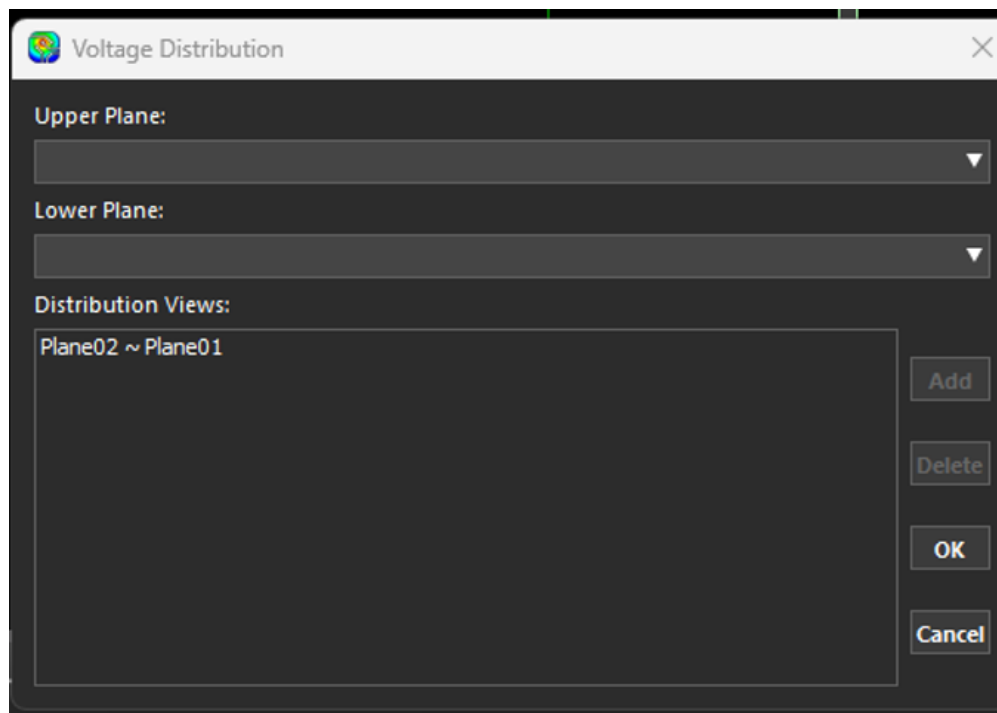 Voltage Distribution
Upper Plane:
Lower Plane:
Distribution Views:
Plane02 ~ Plane01
Add
Delete
OK
Cancel